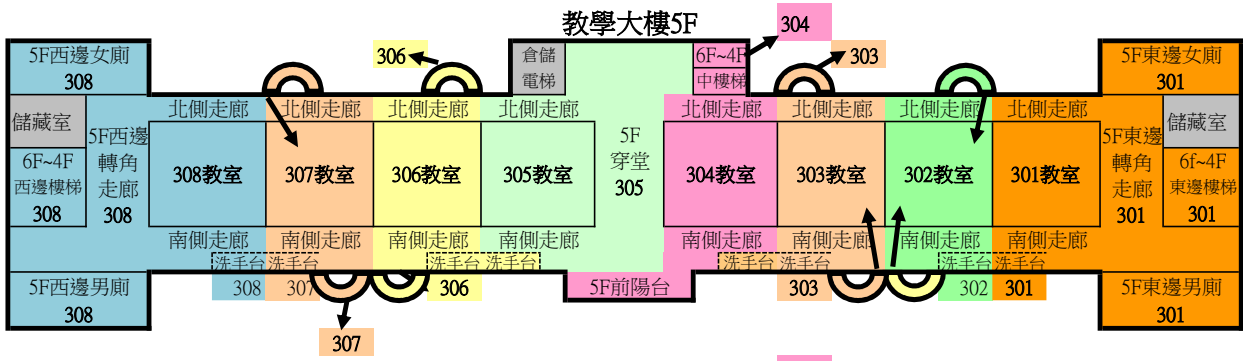 教學大樓5F
304
306
303
5F西邊女廁
308
倉儲
電梯
6F~4F
中樓梯
5F東邊女廁
301
北側走廊
北側走廊
北側走廊
北側走廊
北側走廊
北側走廊
北側走廊
北側走廊
儲藏室
5F西邊
轉角
走廊
308
6F~4F
西邊樓梯
308
308教室
307教室
306教室
305教室
5F
穿堂
305
304教室
303教室
302教室
301教室
5F東邊
轉角
走廊
301
儲藏室
6f~4F
東邊樓梯
301
南側走廊
南側走廊
南側走廊
南側走廊
南側走廊
南側走廊
南側走廊
南側走廊
洗手台
洗手台
洗手台
洗手台
洗手台
洗手台
洗手台
洗手台
5F西邊男廁
308
308
307
306
5F前陽台
303
302
301
5F東邊男廁
301
307